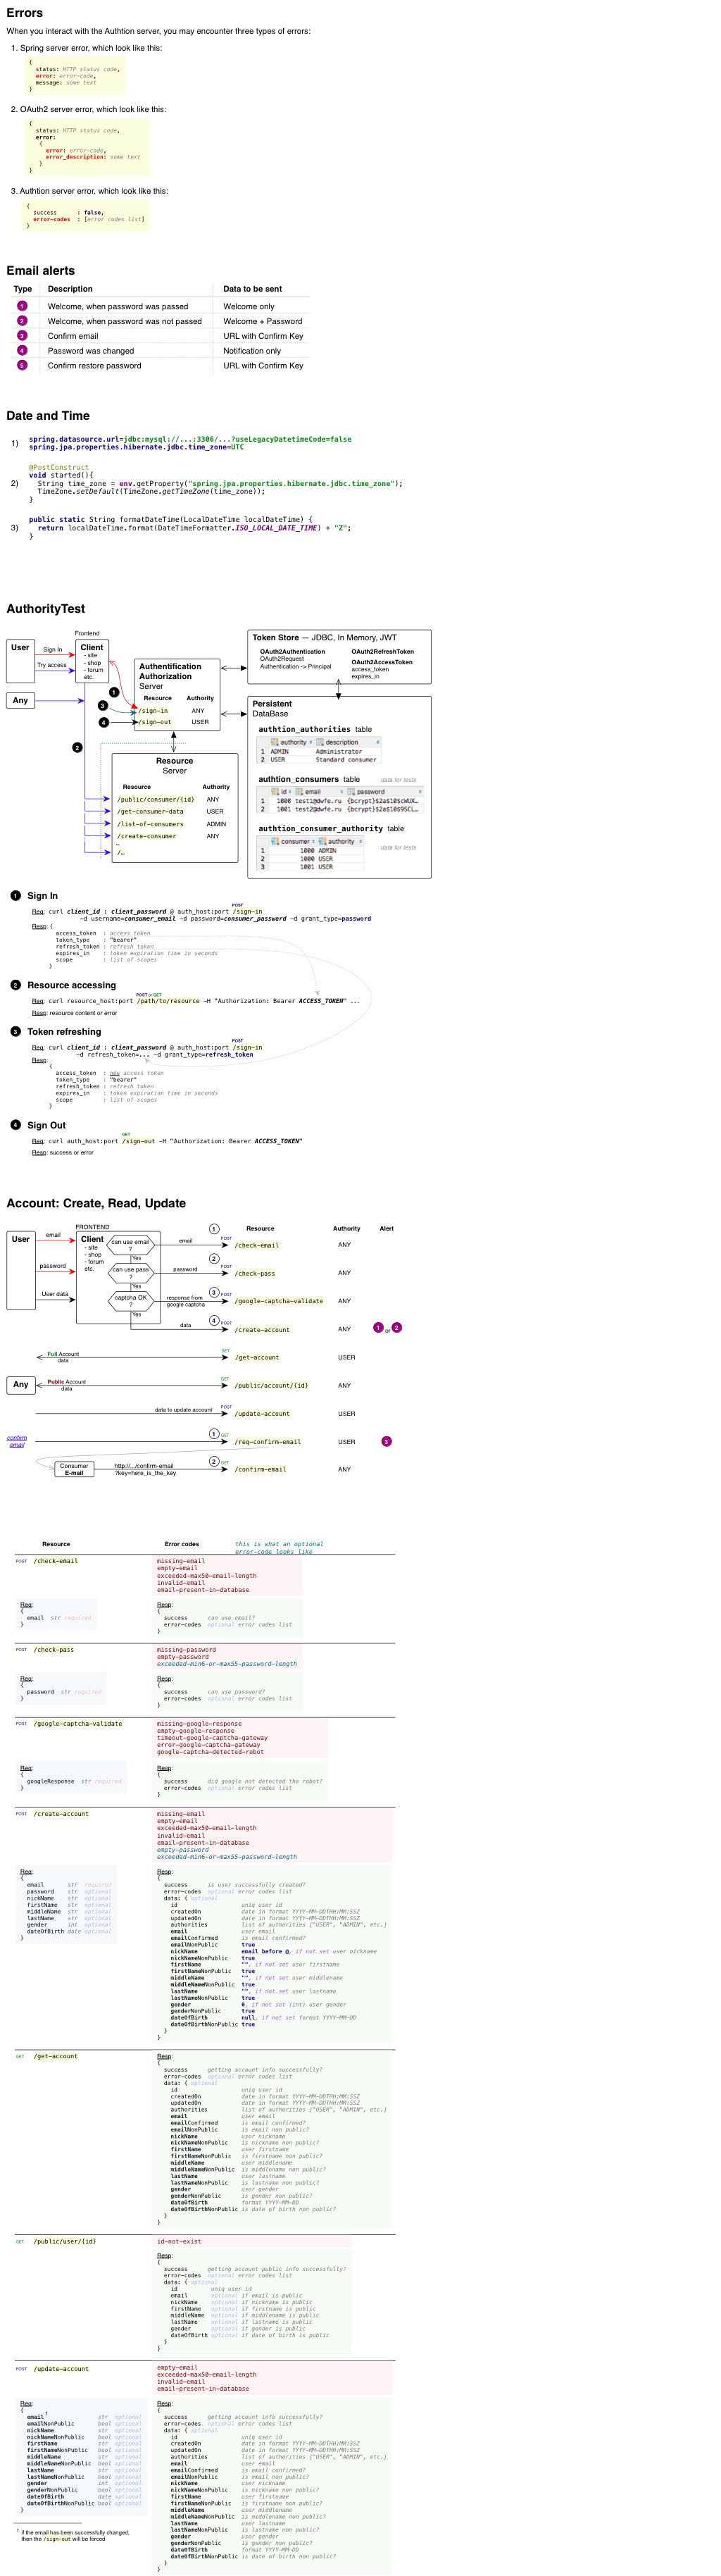 Errors
When you interact with the Authtion server, you may encounter three types of errors:
1. Spring server error, which look like this:
{
status: HTTP status code,
error: error-code,
message: some text
}
2. OAuth2 server error, which look like this:
{
status: HTTP status code,
error:
{
error: error-code,
error_description: some text
}
}
3. Authtion server error, which look like this:
{
success : false,
error-codes : [error codes list]
}
Email alerts
Type Description Data to be sent
1 Welcome, when password was passed Welcome only
2 Welcome, when password was not passed Welcome + Password
3 Confirm email URL with Confirm Key
4 Password was changed Notification only
5 Confirm restore password URL with Confirm Key
Date and Time
1) spring.datasource.url=jdbc:mysql://...:3306/...?useLegacyDatetimeCode=false
spring.jpa.properties.hibernate.jdbc.time_zone=UTC
@PostConstruct
void started(){
2) String time_zone = env.getProperty("spring.jpa.properties.hibernate.jdbc.time_zone");
TimeZone.setDefault(TimeZone.getTimeZone(time_zone));
}
public static String formatDateTime(LocalDateTime localDateTime) {
3) return localDateTime.format(DateTimeFormatter.ISO_LOCAL_DATE_TIME) + "Z";
}
AuthorityTest
User
Sign In
Try access
Any
Frontend
Client
- site
- shop
- forum
etc.
1
3
4
2
Authentification
Authorization
Server
Resource Authority
/sign-in ANY
/sign-out USER
Resource
Server
Resource Authority
/public/consumer/{id} ANY
/get-consumer-data USER
/list-of-consumers ADMIN
/create-consumer ANY
…
/…
Token Store — JDBC, In Memory, JWT
OAuth2Authentication
OAuth2Request
Authentication -> Principal
OAuth2RefreshToken
OAuth2AccessToken
access_token
expires_in
Persistent
DataBase
authtion_authorities table
authority description
1 ADMIN Administrator
2 USER Standard consumer
authtion_consumers table data for tests
id email password
1 1000 test1@dwfe.ru {bcrypt}$2a$10$cWUX…
2 1001 test2@dwfe.ru {bcrypt}$2a$10$9SCL…
authtion_consumer_authority table
consumer authority data for tests
1 1000 ADMIN
2 1000 USER
3 1001 USER
1 Sign In
POST
Req: curl client_id : client_password @ auth_host:port /sign-in
-d username=consumer_email -d password=consumer_password -d grant_type=password
Resp: {
access_token : access token
token_type : "bearer"
refresh_token : refresh token
expires_in : token expiration time in seconds
scope : list of scopes
}
2 Resource accessing
POST or GET
Req: curl resource_host:port /path/to/resource -H "Authorization: Bearer ACCESS_TOKEN" ...
Resp: resource content or error
3 Token refreshing
POST
Req: curl client_id : client_password @ auth_host:port /sign-in
-d refresh_token=... -d grant_type=refresh_token
Resp:
{
access_token : new access token
token_type : "bearer"
refresh_token : refresh token
expires_in : token expiration time in seconds
scope : list of scopes
}
4 Sign Out
GET
Req: curl auth_host:port /sign-out -H "Authorization: Bearer ACCESS_TOKEN"
Resp: success or error
Account: Create, Read, Update
FRONTEND
User
email
password
User data
Client
- site
- shop
- forum
etc.
can use email
?
Yes
can use pass
?
Yes
captcha OK
?
Yes
Resource Authority Alert
email 1 POST /check-email ANY
password 2 POST /check-pass ANY
response from
google captcha
3 POST /google-captcha-validate ANY
data 4 POST /create-account ANY 1 or 2
Full Account
data
GET /get-account USER
Any
Public Account
data
GET /public/account/{id} ANY
data to update account POST /update-account USER
confirm
email
1 GET /req-confirm-email USER 3
Consumer
E-mail
http://.../confirm-email
?key=here_is_the_key
2 GET /confirm-email ANY
Resource Error codes this is what an optional
error-code looks like
POST /check-email
missing-email
empty-email
exceeded-max50-email-length
invalid-email
email-present-in-database
Req:
{
email str required
}
Resp:
{
success can use email?
error-codes optional error codes list
}
POST /check-pass
missing-password
empty-password
exceeded-min6-or-max55-password-length
Req:
{
password str required
}
Resp:
{
success can use password?
error-codes optional error codes list
}
POST /google-captcha-validate
missing-google-response
empty-google-response
timeout-google-captcha-gateway
error-google-captcha-gateway
google-captcha-detected-robot
Req:
{
googleResponse str required
}
Resp:
{
success did google not detected the robot?
error-codes optional error codes list
}
POST /create-account
missing-email
empty-email
exceeded-max50-email-length
invalid-email
email-present-in-database
empty-password
exceeded-min6-or-max55-password-length
Req:
{
email str required
password str optional
nickName str optional
firstName str optional
middleName str optional
lastName str optional
gender int optional
dateOfBirth date optional
}
Resp:
{
success is user successfully created?
error-codes optional error codes list
data: { optional
id uniq user id
createdOn date in format YYYY-MM-DDTHH:MM:SSZ
updatedOn date in format YYYY-MM-DDTHH:MM:SSZ
authorities list of authorities ["USER", "ADMIN", etc.]
email user email
emailConfirmed is email confirmed?
emailNonPublic true
nickName email before @, if not set user nickname
nickNameNonPublic true
firstName "", if not set user firstname
firstNameNonPublic true
middleName "", if not set user middlename
middleNameNonPublic true
lastName "", if not set user lastname
lastNameNonPublic true
gender 0, if not set (int) user gender
genderNonPublic true
dateOfBirth null, if not set format YYYY-MM-DD
dateOfBirthNonPublic true
}
}
GET /get-account
Resp:
{
success getting account info successfully?
error-codes optional error codes list
data: { optional
id uniq user id
createdOn date in format YYYY-MM-DDTHH:MM:SSZ
updatedOn date in format YYYY-MM-DDTHH:MM:SSZ
authorities list of authorities ["USER", "ADMIN", etc.]
email user email
emailConfirmed is email confirmed?
emailNonPublic is email non public?
nickName user nickname
nickNameNonPublic is nickname non public?
firstName user firstname
firstNameNonPublic is firstname non public?
middleName user middlename
middleNameNonPublic is middlename non public?
lastName user lastname
lastNameNonPublic is lastname non public?
gender user gender
genderNonPublic is gender non public?
dateOfBirth format YYYY-MM-DD
dateOfBirthNonPublic is date of birth non public?
}
}
GET /public/user/{id}
id-not-exist
Resp:
{
success getting account public info successfully?
error-codes optional error codes list
data: { optional
id uniq user id
email optional if email is public
nickName optional if nickname is public
firstName optional if firstname is public
middleName optional if middlename is public
lastName optional if lastname is public
gender optional if gender is public
dateOfBirth optional if date of birth is public
}
}
POST /update-account
empty-email
exceeded-max50-email-length
invalid-email
email-present-in-database
Req:
{
email† str optional
emailNonPublic bool optional
nickName str optional
nickNameNonPublic bool optional
firstName str optional
firstNameNonPublic bool optional
middleName str optional
middleNameNonPublic bool optional
lastName str optional
lastNameNonPublic bool optional
gender int optional
genderNonPublic bool optional
dateOfBirth date optional
dateOfBirthNonPublic bool optional
}
† if the email has been successfully changed,
then the /sign-out will be forced
Resp:
{
success getting account info successfully?
error-codes optional error codes list
data: { optional
id uniq user id
createdOn date in format YYYY-MM-DDTHH:MM:SSZ
updatedOn date in format YYYY-MM-DDTHH:MM:SSZ
authorities list of authorities ["USER", "ADMIN", etc.]
email user email
emailConfirmed is email confirmed?
emailNonPublic is email non public?
nickName user nickname
nickNameNonPublic is nickname non public?
firstName user firstname
firstNameNonPublic is firstname non public?
middleName user middlename
middleNameNonPublic is middlename non public?
lastName user lastname
lastNameNonPublic is lastname non public?
gender user gender
genderNonPublic is gender non public?
dateOfBirth format YYYY-MM-DD
dateOfBirthNonPublic is date of birth non public?
}
}